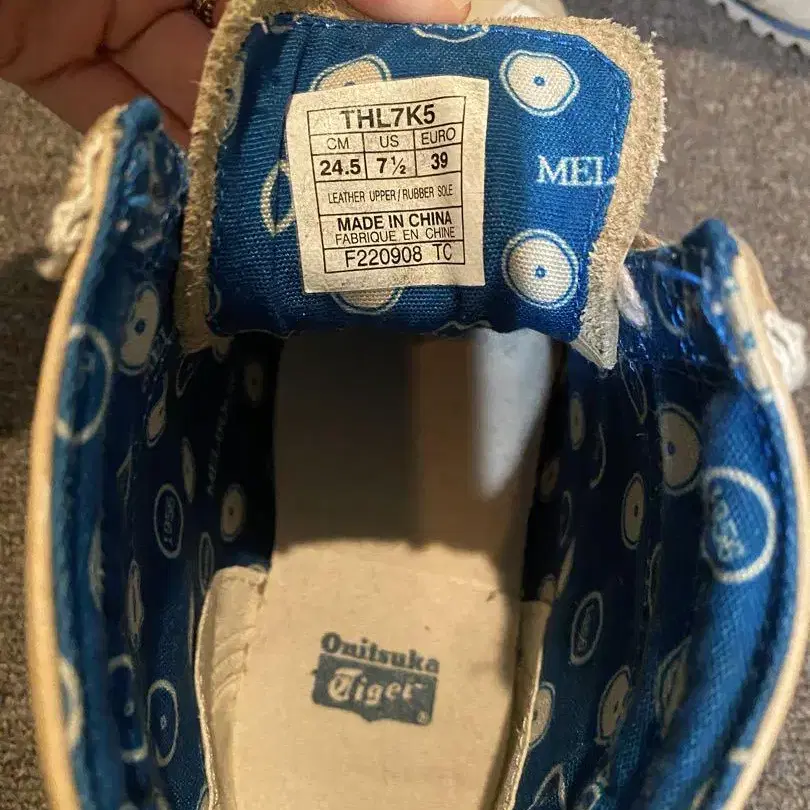 THL7K5
CM US EURO
24.5 7½ 39
LEATHER UPPER / RUBBER SOLE
MADE IN CHINA
FABRIQUE EN CHINE
F220908 TC
Onitsuka
Tiger